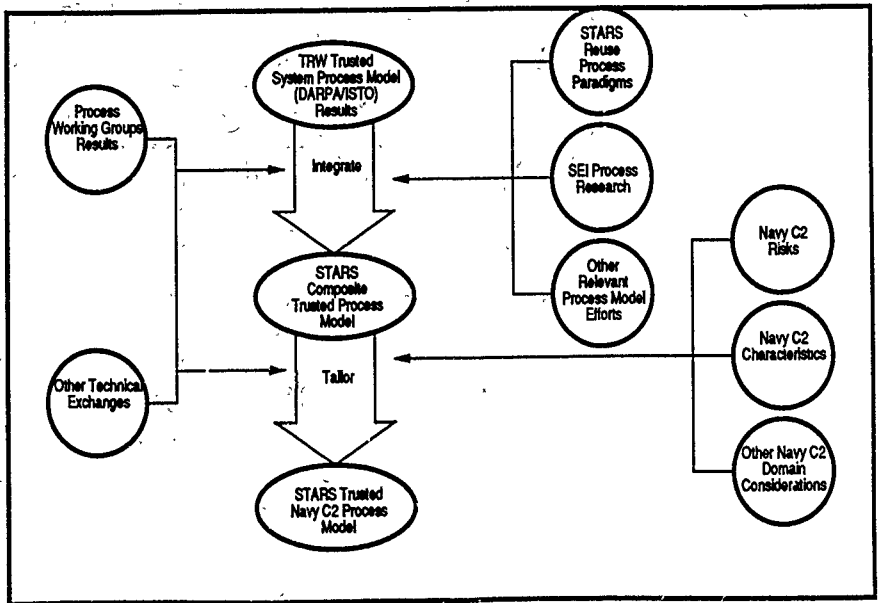 TRW Trusted
System Process Model
(DARPA/ISTO)
Results
STARS
Reuse
Process
Paradigms
Process
Working Groups
Results
Integrate
SEI Process
Research
Navy C2
Risks
STARS
Composite
Trusted Process
Model
Other
Relevant
Process Model
Efforts
Navy C2
Characteristics
Other Technical
Exchanges
Tailor
Other Navy C2
Domain
Considerations
STARS Trusted
Navy C2 Process
Model